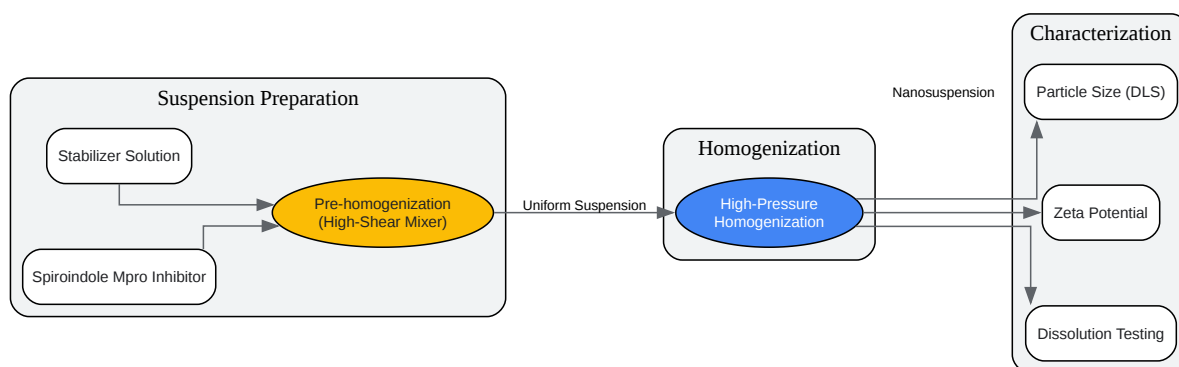 Suspension Preparation
Stabilizer Solution
Spiroindole Mpro Inhibitor
Pre-homogenization
(High-Shear Mixer)
Uniform Suspension
Homogenization
High-Pressure
Homogenization
Nanosuspension
Characterization
Particle Size (DLS)
Zeta Potential
Dissolution Testing